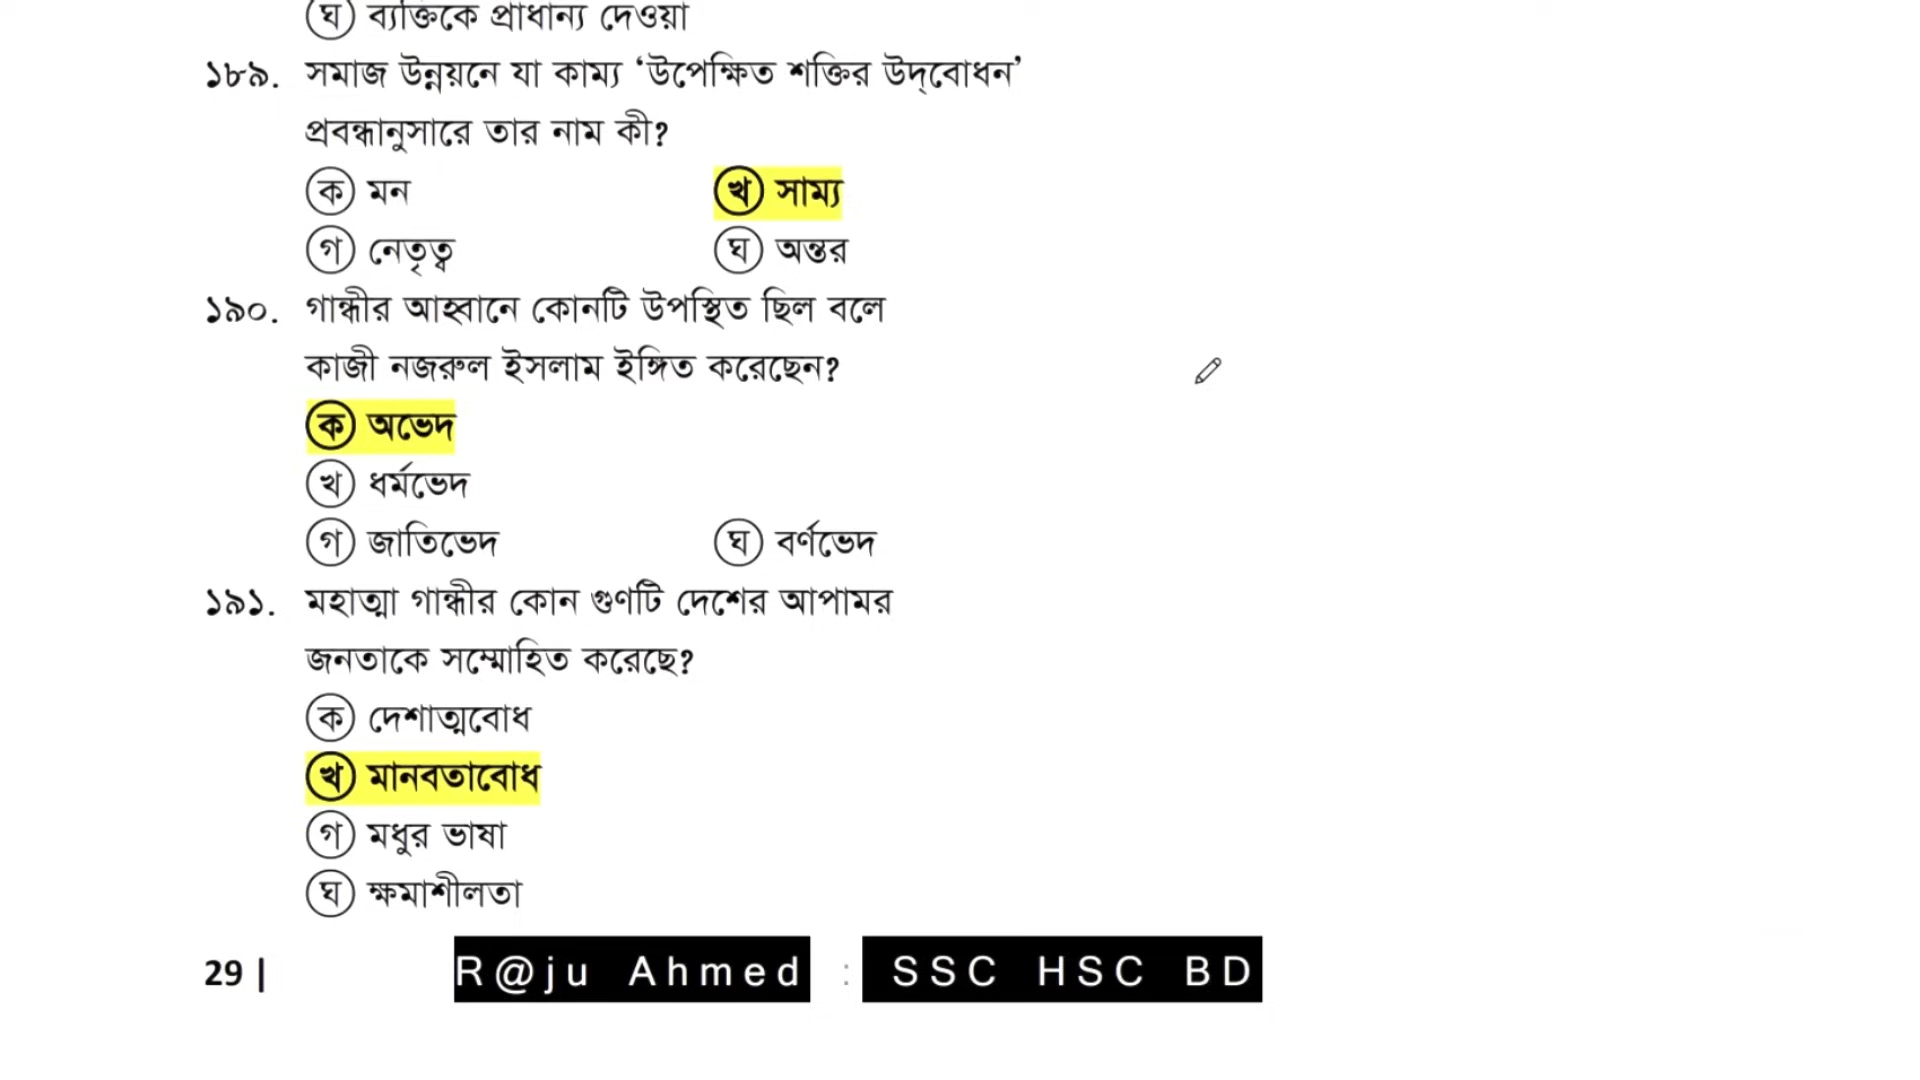 ঘ ব্যক্তিকে প্রাধান্য দেওয়া
১৮৯. সমাজ উন্নয়নে যা কাম্য ‘উপেক্ষিত শক্তির উদ্‌বোধন’
প্রবন্ধানুসারে তার নাম কী?
ক মন খ সাম্য
গ নেতৃত্ব ঘ অন্তর
১৯০. গান্ধীর আহ্বানে কোনটি উপস্থিত ছিল বলে
কাজী নজরুল ইসলাম ইঙ্গিত করেছেন?
ক অভেদ
খ ধর্মভেদ
গ জাতিভেদ ঘ বর্ণভেদ
১৯১. মহাত্মা গান্ধীর কোন গুণটি দেশের আপামর
জনতাকে সম্মোহিত করেছে?
ক দেশাত্মবোধ
খ মানবতাবোধ
গ মধুর ভাষা
ঘ ক্ষমাশীলতা
29 | R@ju Ahmed : SSC HSC BD